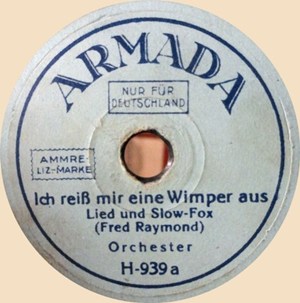 ARMADA
NUR FÜR
DEUTSCHLAND
AMMRE-
LIZ-MARKE
Ich reiß mir eine Wimper aus
Lied und Slow-Fox
(Fred Raymond)
Orchester
H-939a